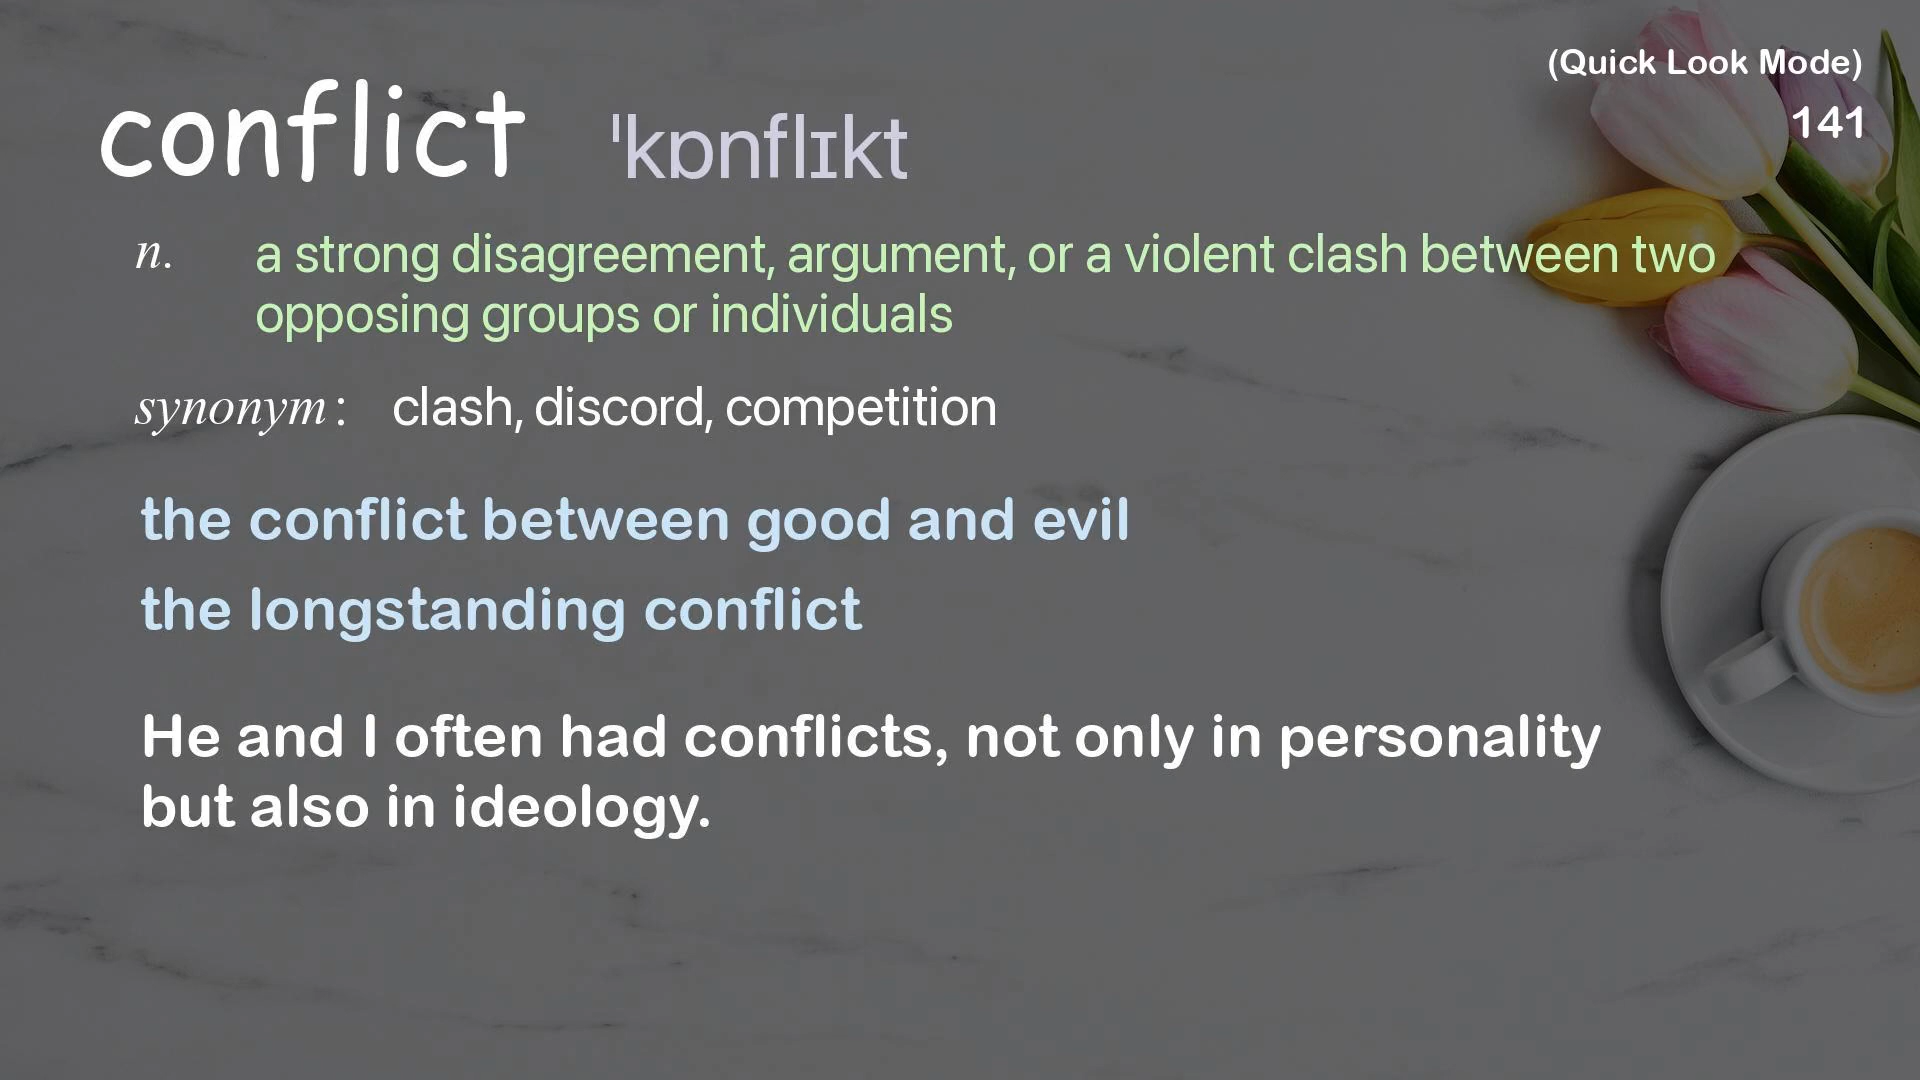 (Quick Look Mode)
141
conflict ˈkɒnflɪkt
n. a strong disagreement, argument, or a violent clash between two
opposing groups or individuals
synonym: clash, discord, competition
the conflict between good and evil
the longstanding conflict
He and I often had conflicts, not only in personality
but also in ideology.